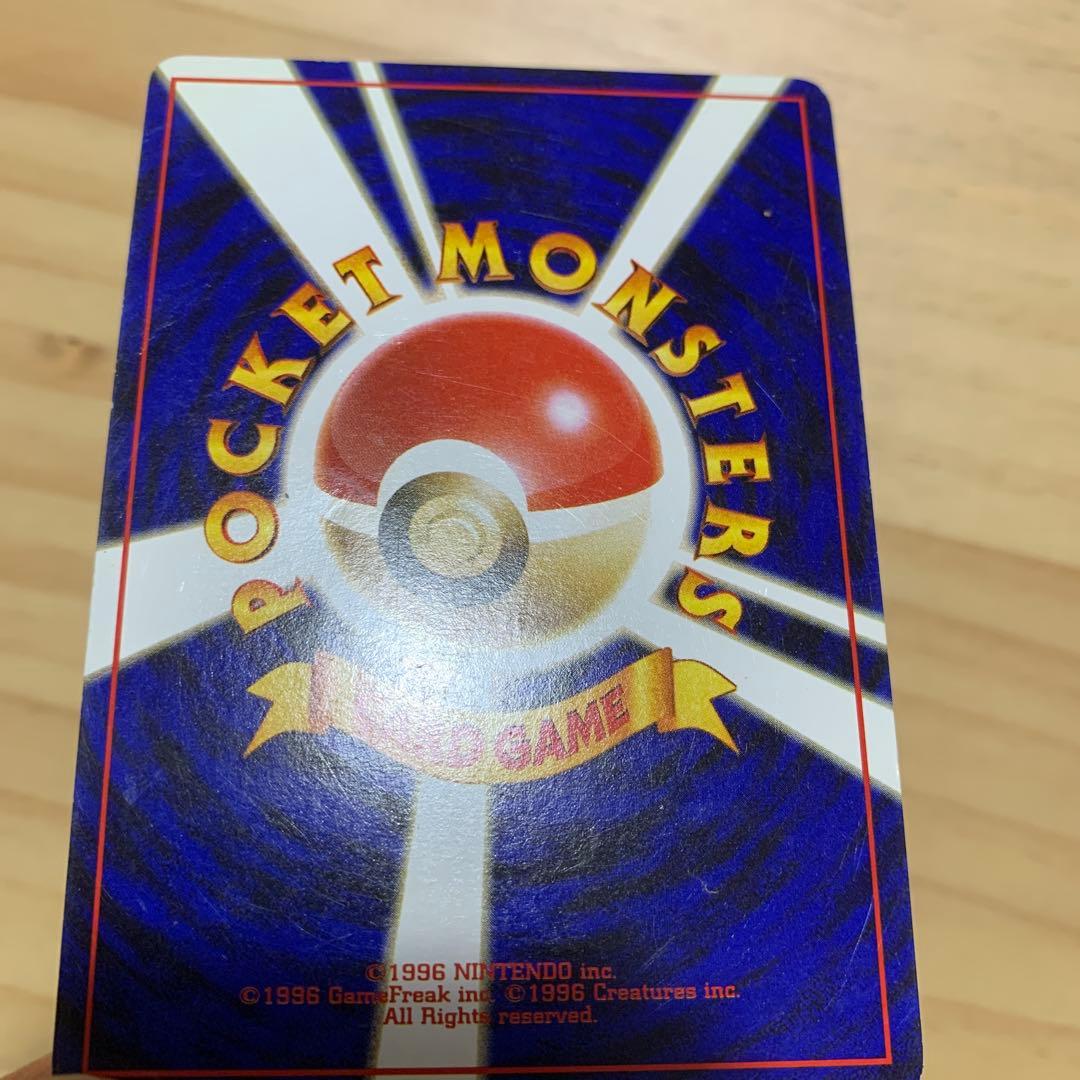 POCKET MONSTERS
CARD GAME
©1996 NINTENDO inc.
©1996 GameFreak inc. ©1996 Creatures inc.
All Rights reserved.